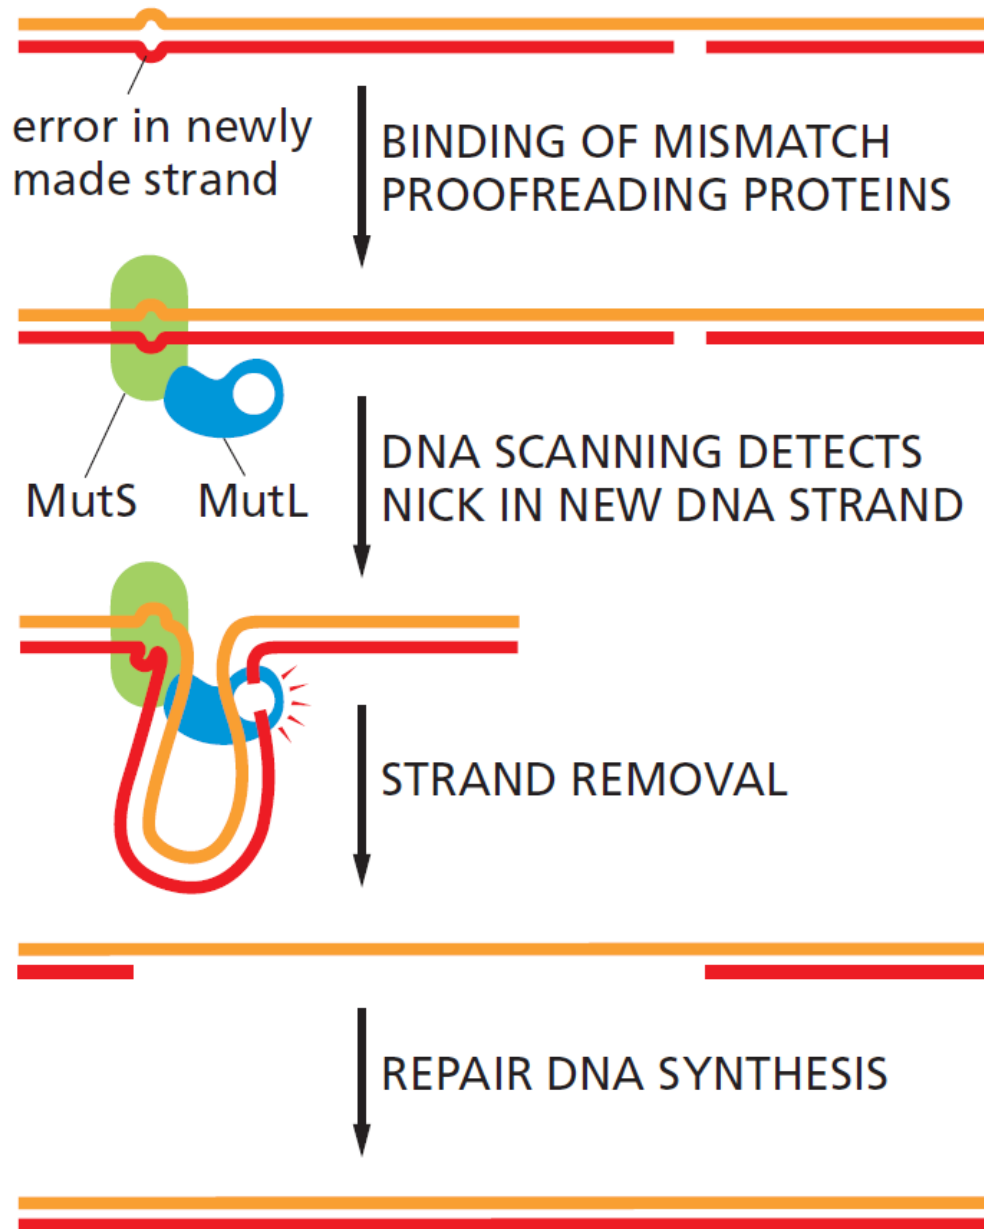 error in newly
made strand
BINDING OF MISMATCH
PROOFREADING PROTEINS
MutS
MutL
DNA SCANNING DETECTS
NICK IN NEW DNA STRAND
STRAND REMOVAL
REPAIR DNA SYNTHESIS